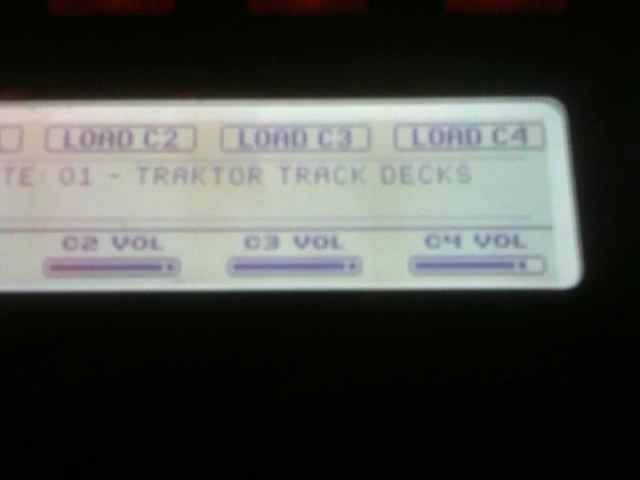 LOAD C2 LOAD C3 LOAD C4
TE: 01 - TRAKTOR TRACK DECKS
C2 VOL C3 VOL C4 VOL